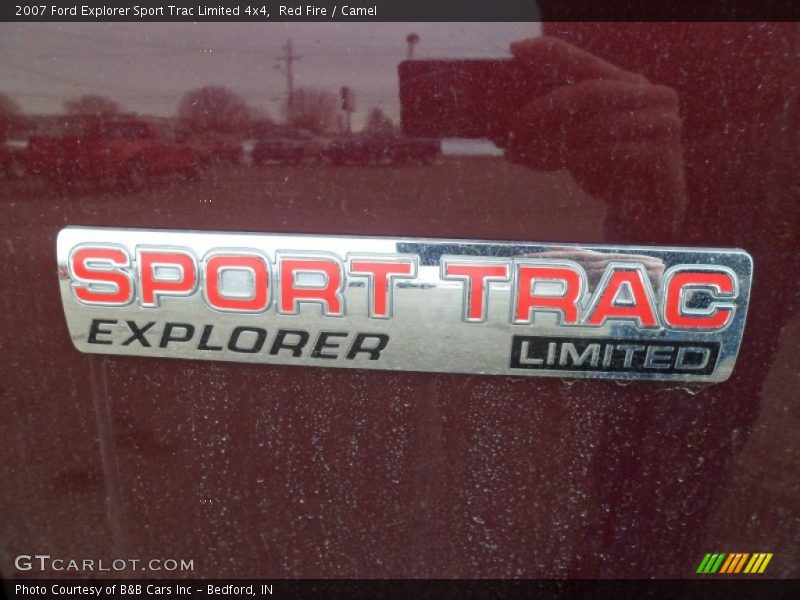 2007 Ford Explorer Sport Trac Limited 4x4, Red Fire / Camel
SPORT TRAC
EXPLORER LIMITED
GTCARLOT.COM
Photo Courtesy of B&B Cars Inc - Bedford, IN